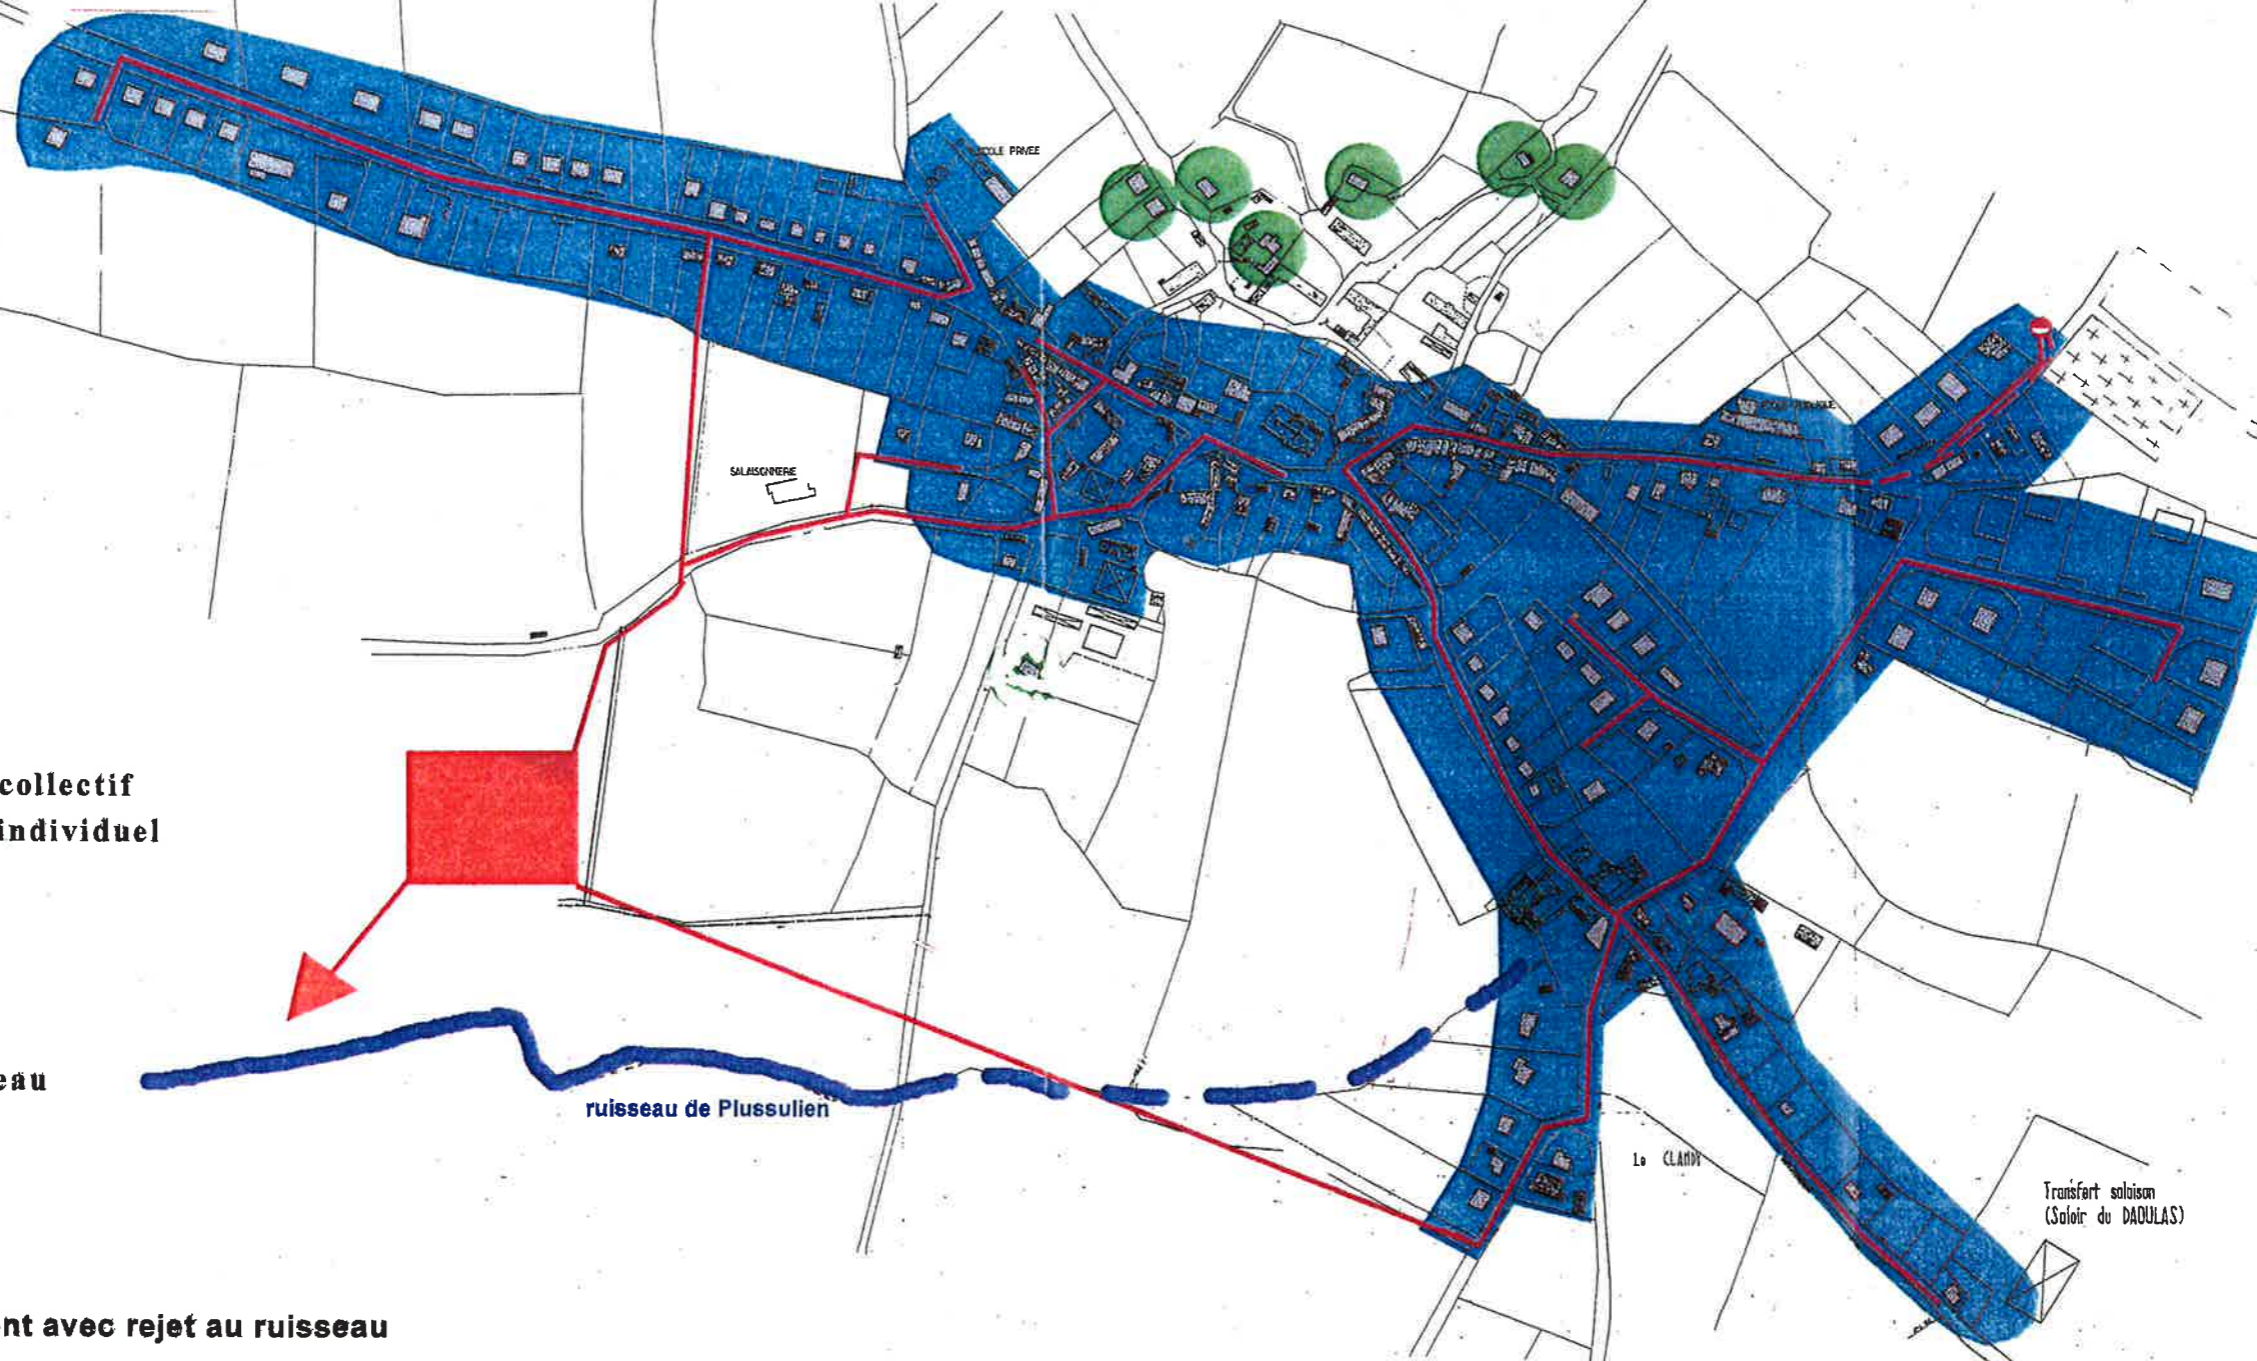 ECOLE PRIVEE
SALAISONNERIE
collectif
individuel
eau
ruisseau de Plussulien
Le CLANDY
Transfert salaison
(Saloir du DAOULAS)
nt avec rejet au ruisseau